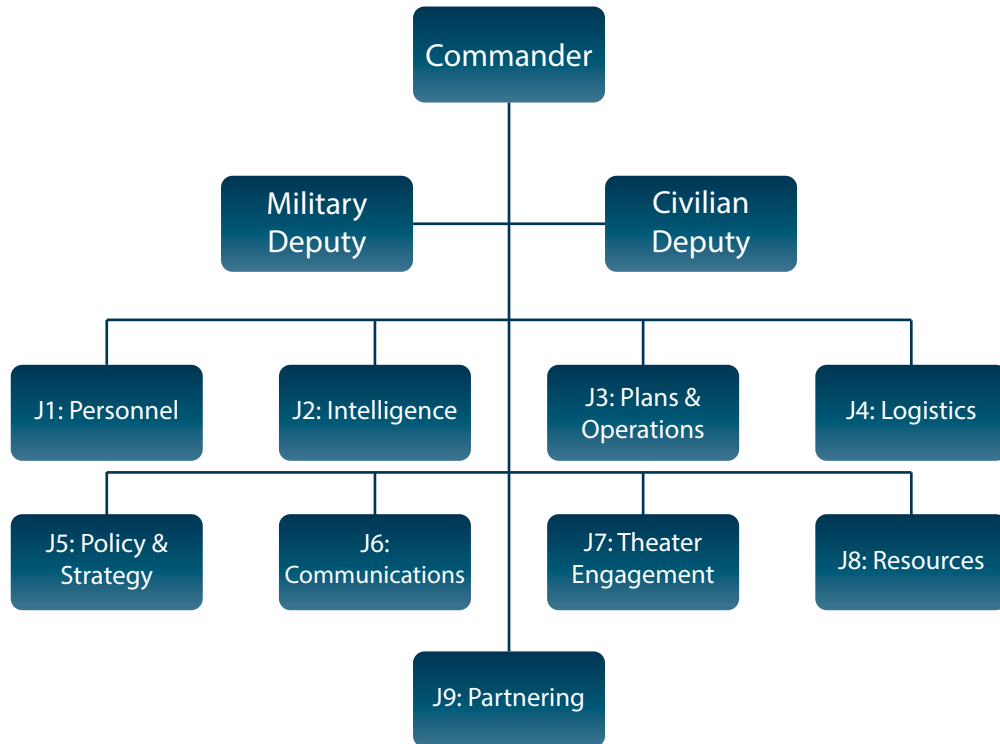 Commander
Military
Deputy
Civilian
Deputy
J1: Personnel
J2: Intelligence
J3: Plans &
Operations
J4: Logistics
J5: Policy &
Strategy
J6:
Communications
J7: Theater
Engagement
J8: Resources
J9: Partnering